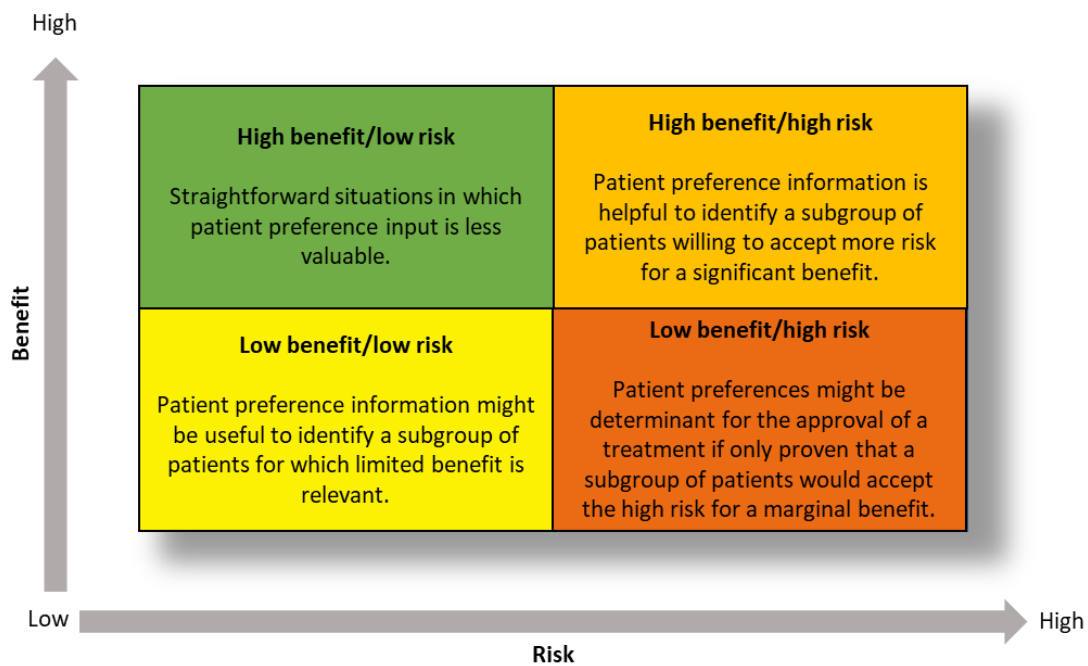 High
High benefit/low risk
Straightforward situations in which
patient preference input is less
valuable.
High benefit/high risk
Patient preference information is
helpful to identify a subgroup of
patients willing to accept more risk
for a significant benefit.
Benefit
Low benefit/low risk
Patient preference information might
be useful to identify a subgroup of
patients for which limited benefit is
relevant.
Low benefit/high risk
Patient preferences might be
determinant for the approval of a
treatment if only proven that a
subgroup of patients would accept
the high risk for a marginal benefit.
Low
High
Risk